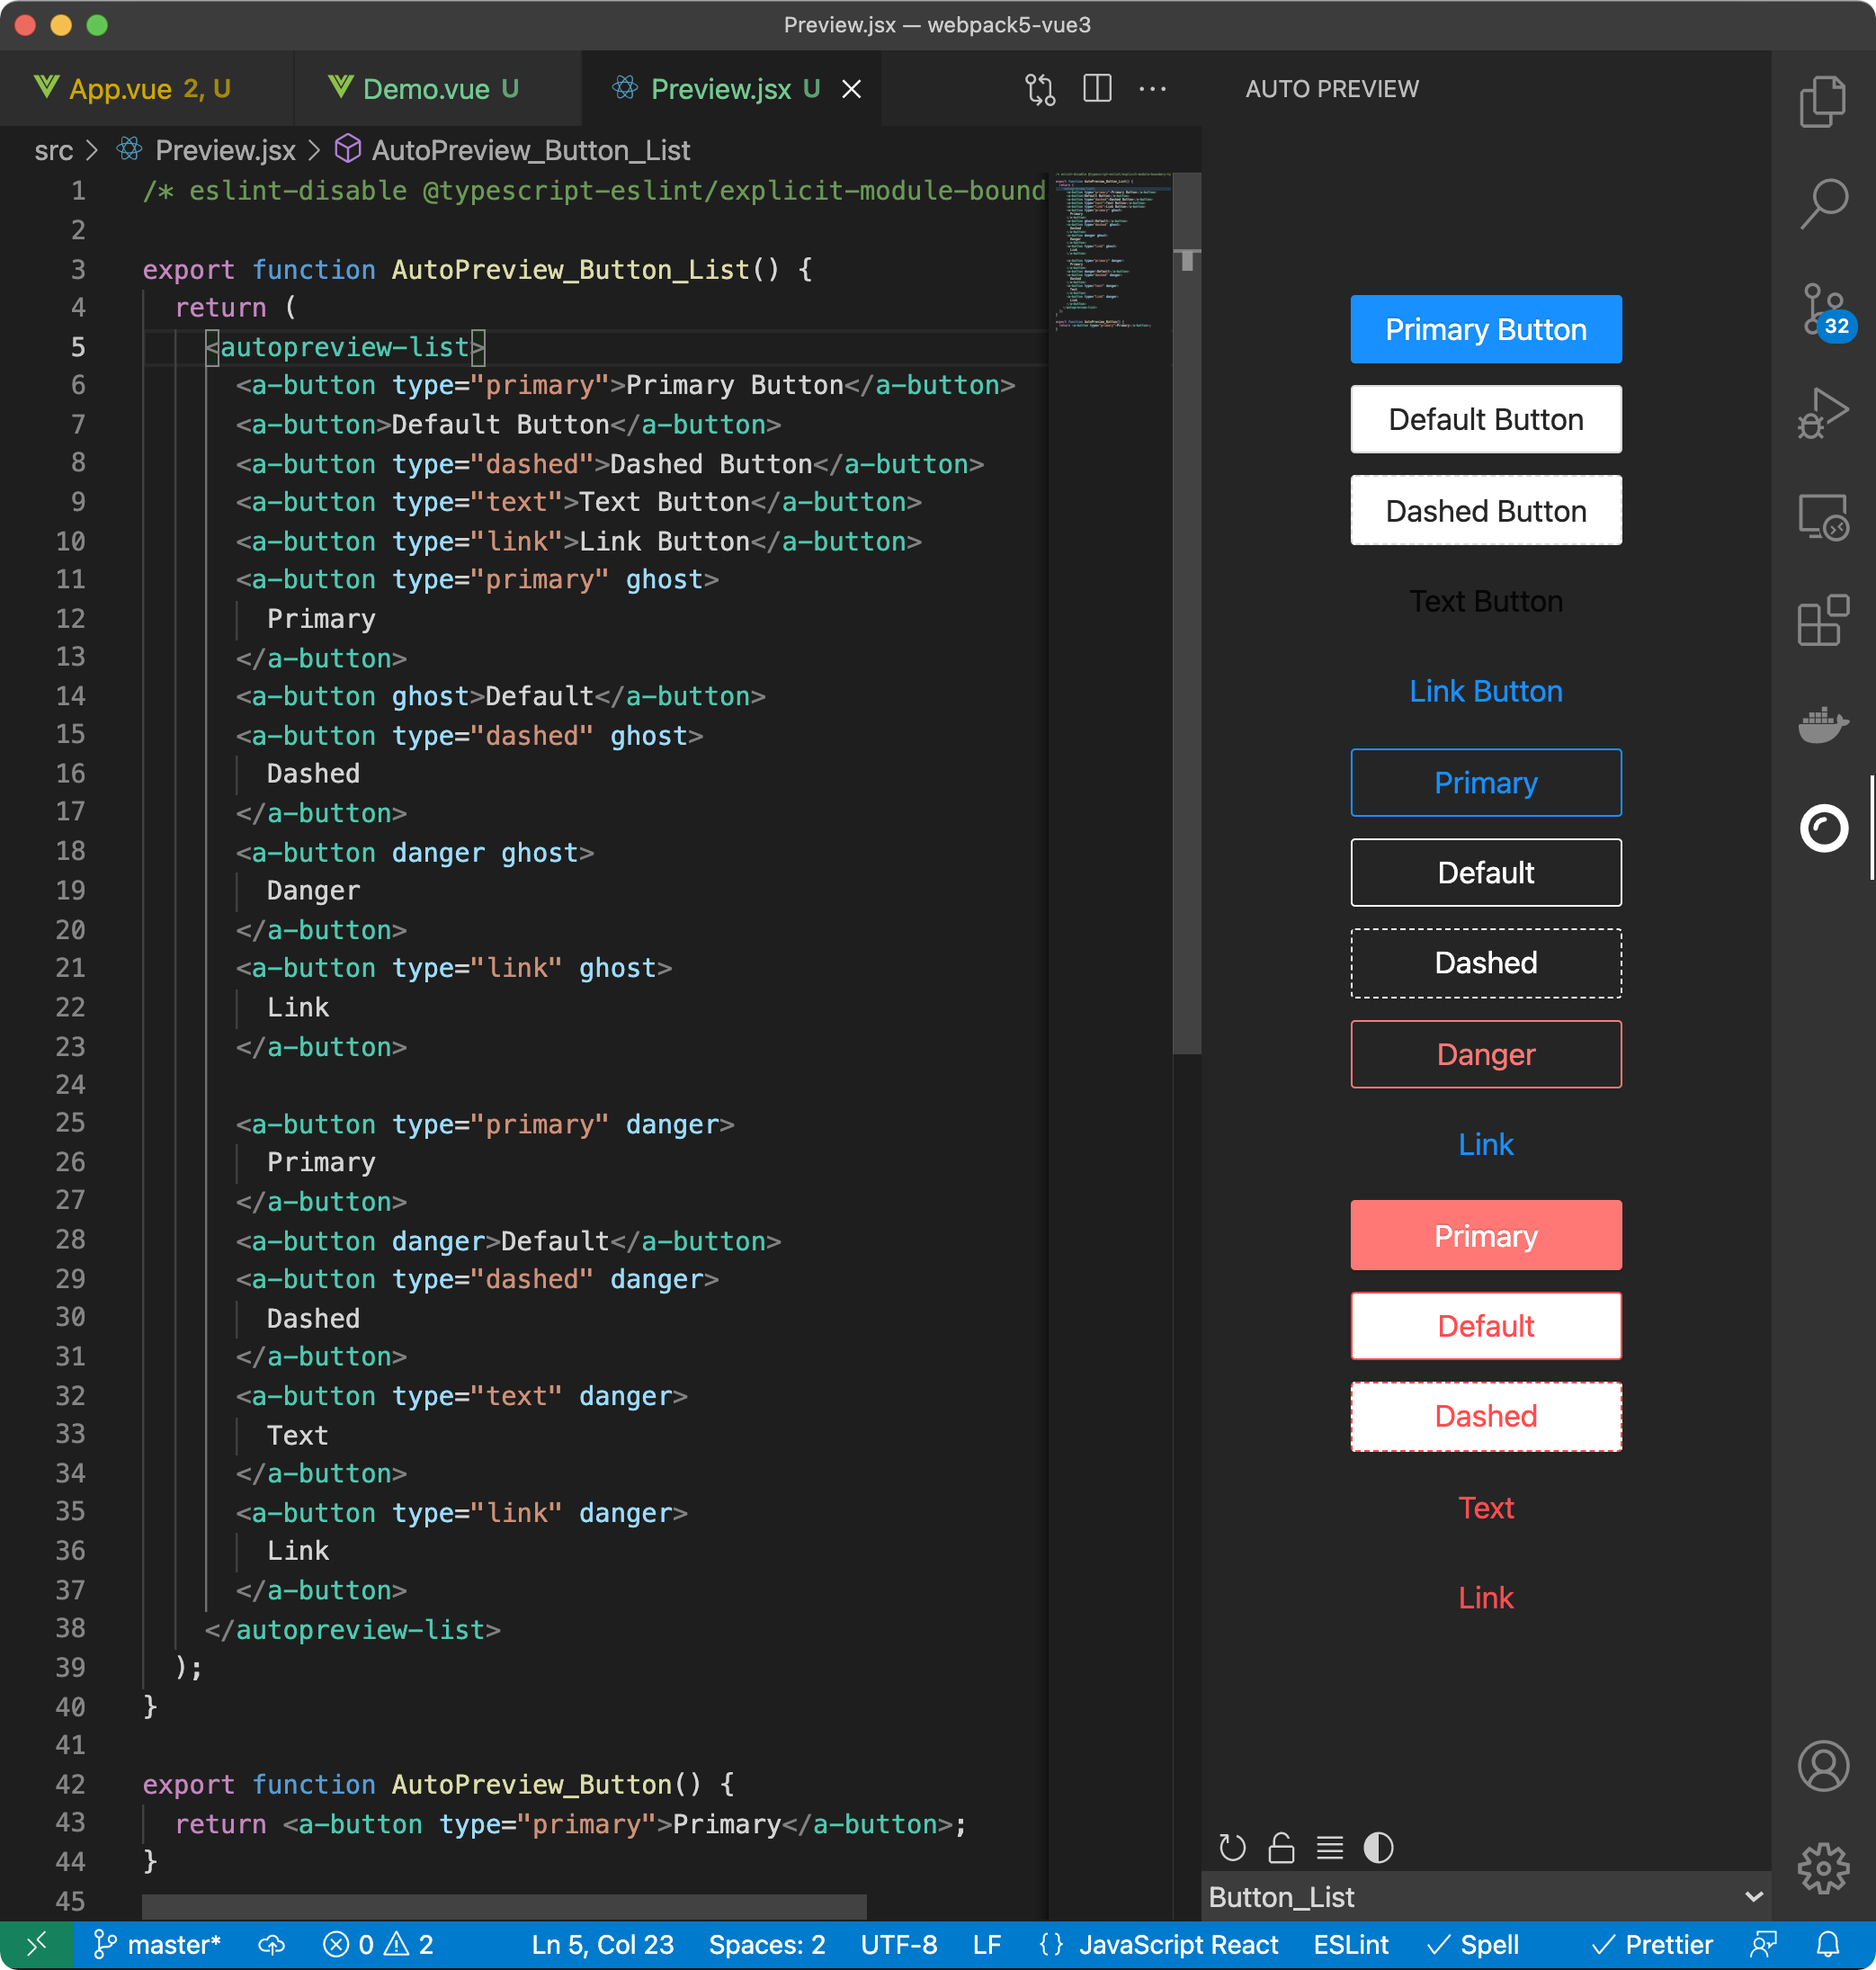 Preview.jsx — webpack5-vue3
App.vue 2, U
Demo.vue U
Preview.jsx U
AUTO PREVIEW
src > Preview.jsx > AutoPreview_Button_List
1 /* eslint-disable @typescript-eslint/explicit-module-bound
2
3 export function AutoPreview_Button_List() {
4 return (
5 <autopreview-list>
6 <a-button type="primary">Primary Button</a-button>
7 <a-button>Default Button</a-button>
8 <a-button type="dashed">Dashed Button</a-button>
9 <a-button type="text">Text Button</a-button>
10 <a-button type="link">Link Button</a-button>
11 <a-button type="primary" ghost>
12 Primary
13 </a-button>
14 <a-button ghost>Default</a-button>
15 <a-button type="dashed" ghost>
16 Dashed
17 </a-button>
18 <a-button danger ghost>
19 Danger
20 </a-button>
21 <a-button type="link" ghost>
22 Link
23 </a-button>
24
25 <a-button type="primary" danger>
26 Primary
27 </a-button>
28 <a-button danger>Default</a-button>
29 <a-button type="dashed" danger>
30 Dashed
31 </a-button>
32 <a-button type="text" danger>
33 Text
34 </a-button>
35 <a-button type="link" danger>
36 Link
37 </a-button>
38 </autopreview-list>
39 );
40 }
41
42 export function AutoPreview_Button() {
43 return <a-button type="primary">Primary</a-button>;
44 }
45
Primary Button
Default Button
Dashed Button
Text Button
Link Button
Primary
Default
Dashed
Danger
Link
Primary
Default
Dashed
Text
Link
Button_List
32
master* 0 2 Ln 5, Col 23 Spaces: 2 UTF-8 LF {} JavaScript React ESLint Spell Prettier